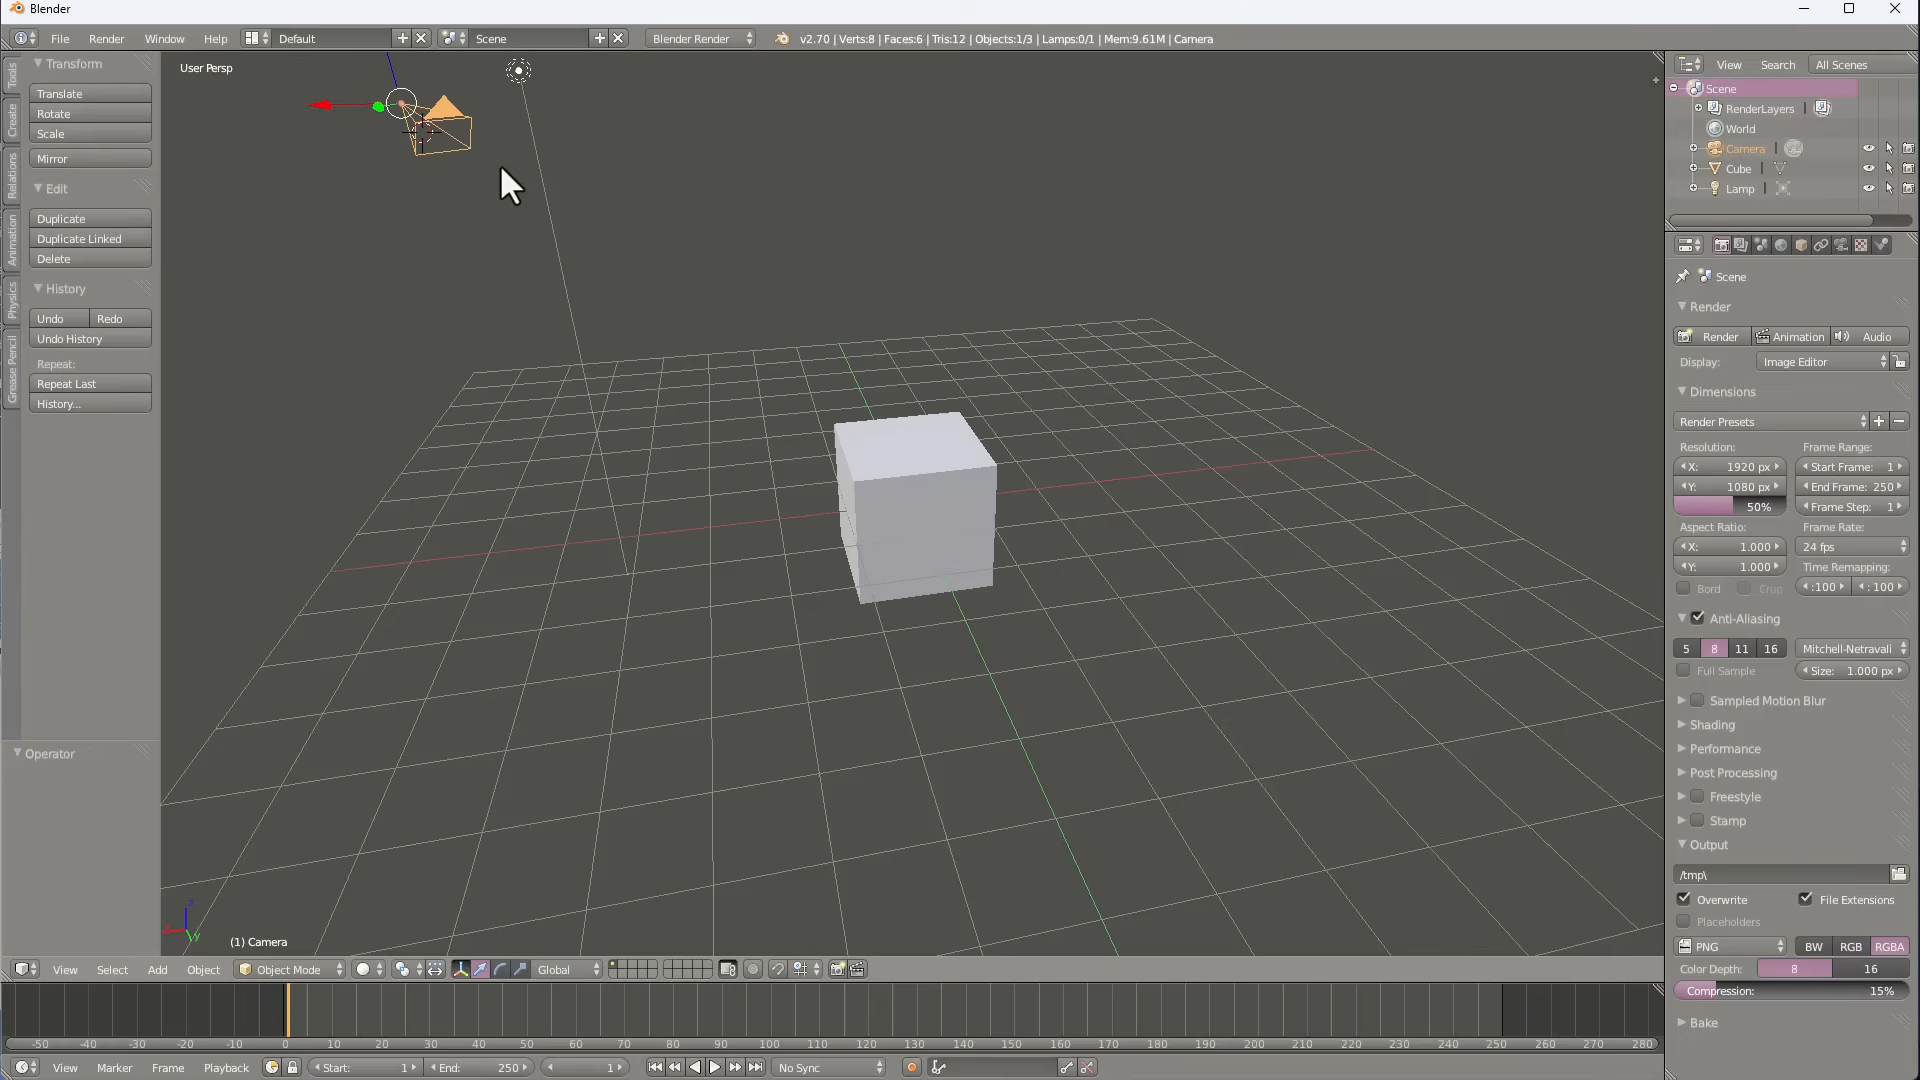 Blender
File Render Window Help Default Scene Blender Render v2.70 | Verts:8 | Faces:6 | Tris:12 | Objects:1/3 | Lamps:0/1 | Mem:9.61M | Camera
Tools
Create
Relations
Animation
Physics
Grease Pencil
Transform
Translate
Rotate
Scale
Mirror
Edit
Duplicate
Duplicate Linked
Delete
History
Undo Redo
Undo History
Repeat:
Repeat Last
History...
Operator
User Persp
(1) Camera
View Search All Scenes
Scene
RenderLayers
World
Camera
Cube
Lamp
Scene
Render
Render Animation Audio
Display: Image Editor
Dimensions
Render Presets
Resolution: Frame Range:
X: 1920 px Start Frame: 1
Y: 1080 px End Frame: 250
50% Frame Step: 1
Aspect Ratio: Frame Rate:
X: 1.000 24 fps
Y: 1.000 Time Remapping:
Bord Crop :100 : 100
Anti-Aliasing
5 8 11 16 Mitchell-Netravali
Full Sample Size: 1.000 px
Sampled Motion Blur
Shading
Performance
Post Processing
Freestyle
Stamp
Output
/tmp\
Overwrite File Extensions
Placeholders
PNG BW RGB RGBA
Color Depth: 8 16
Compression: 15%
Bake
z
y
View Select Add Object Object Mode Global
-50 -40 -30 -20 -10 0 10 20 30 40 50 60 70 80 90 100 110 120 130 140 150 160 170 180 190 200 210 220 230 240 250 260 270 280
View Marker Frame Playback Start: 1 End: 250 1 No Sync